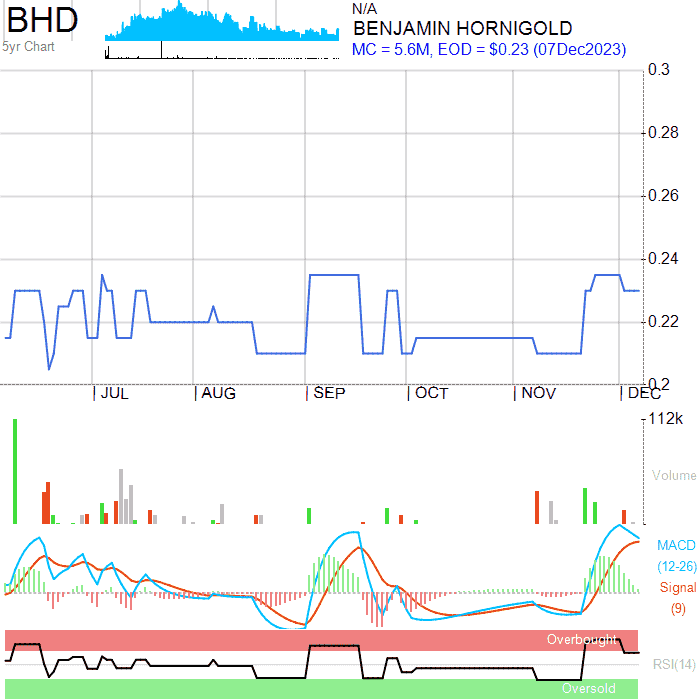 BHD
5yr Chart
N/A
BENJAMIN HORNIGOLD
MC = 5.6M, EOD = $0.23 (07Dec2023)
0.3
0.28
0.26
0.24
0.22
0.2
JUL
AUG
SEP
OCT
NOV
DEC
112k
Volume
MACD
(12-26)
Signal
(9)
Overbought
RSI(14)
Oversold